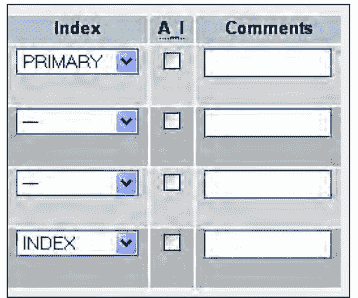 Index A_I Comments
PRIMARY
---
---
INDEX